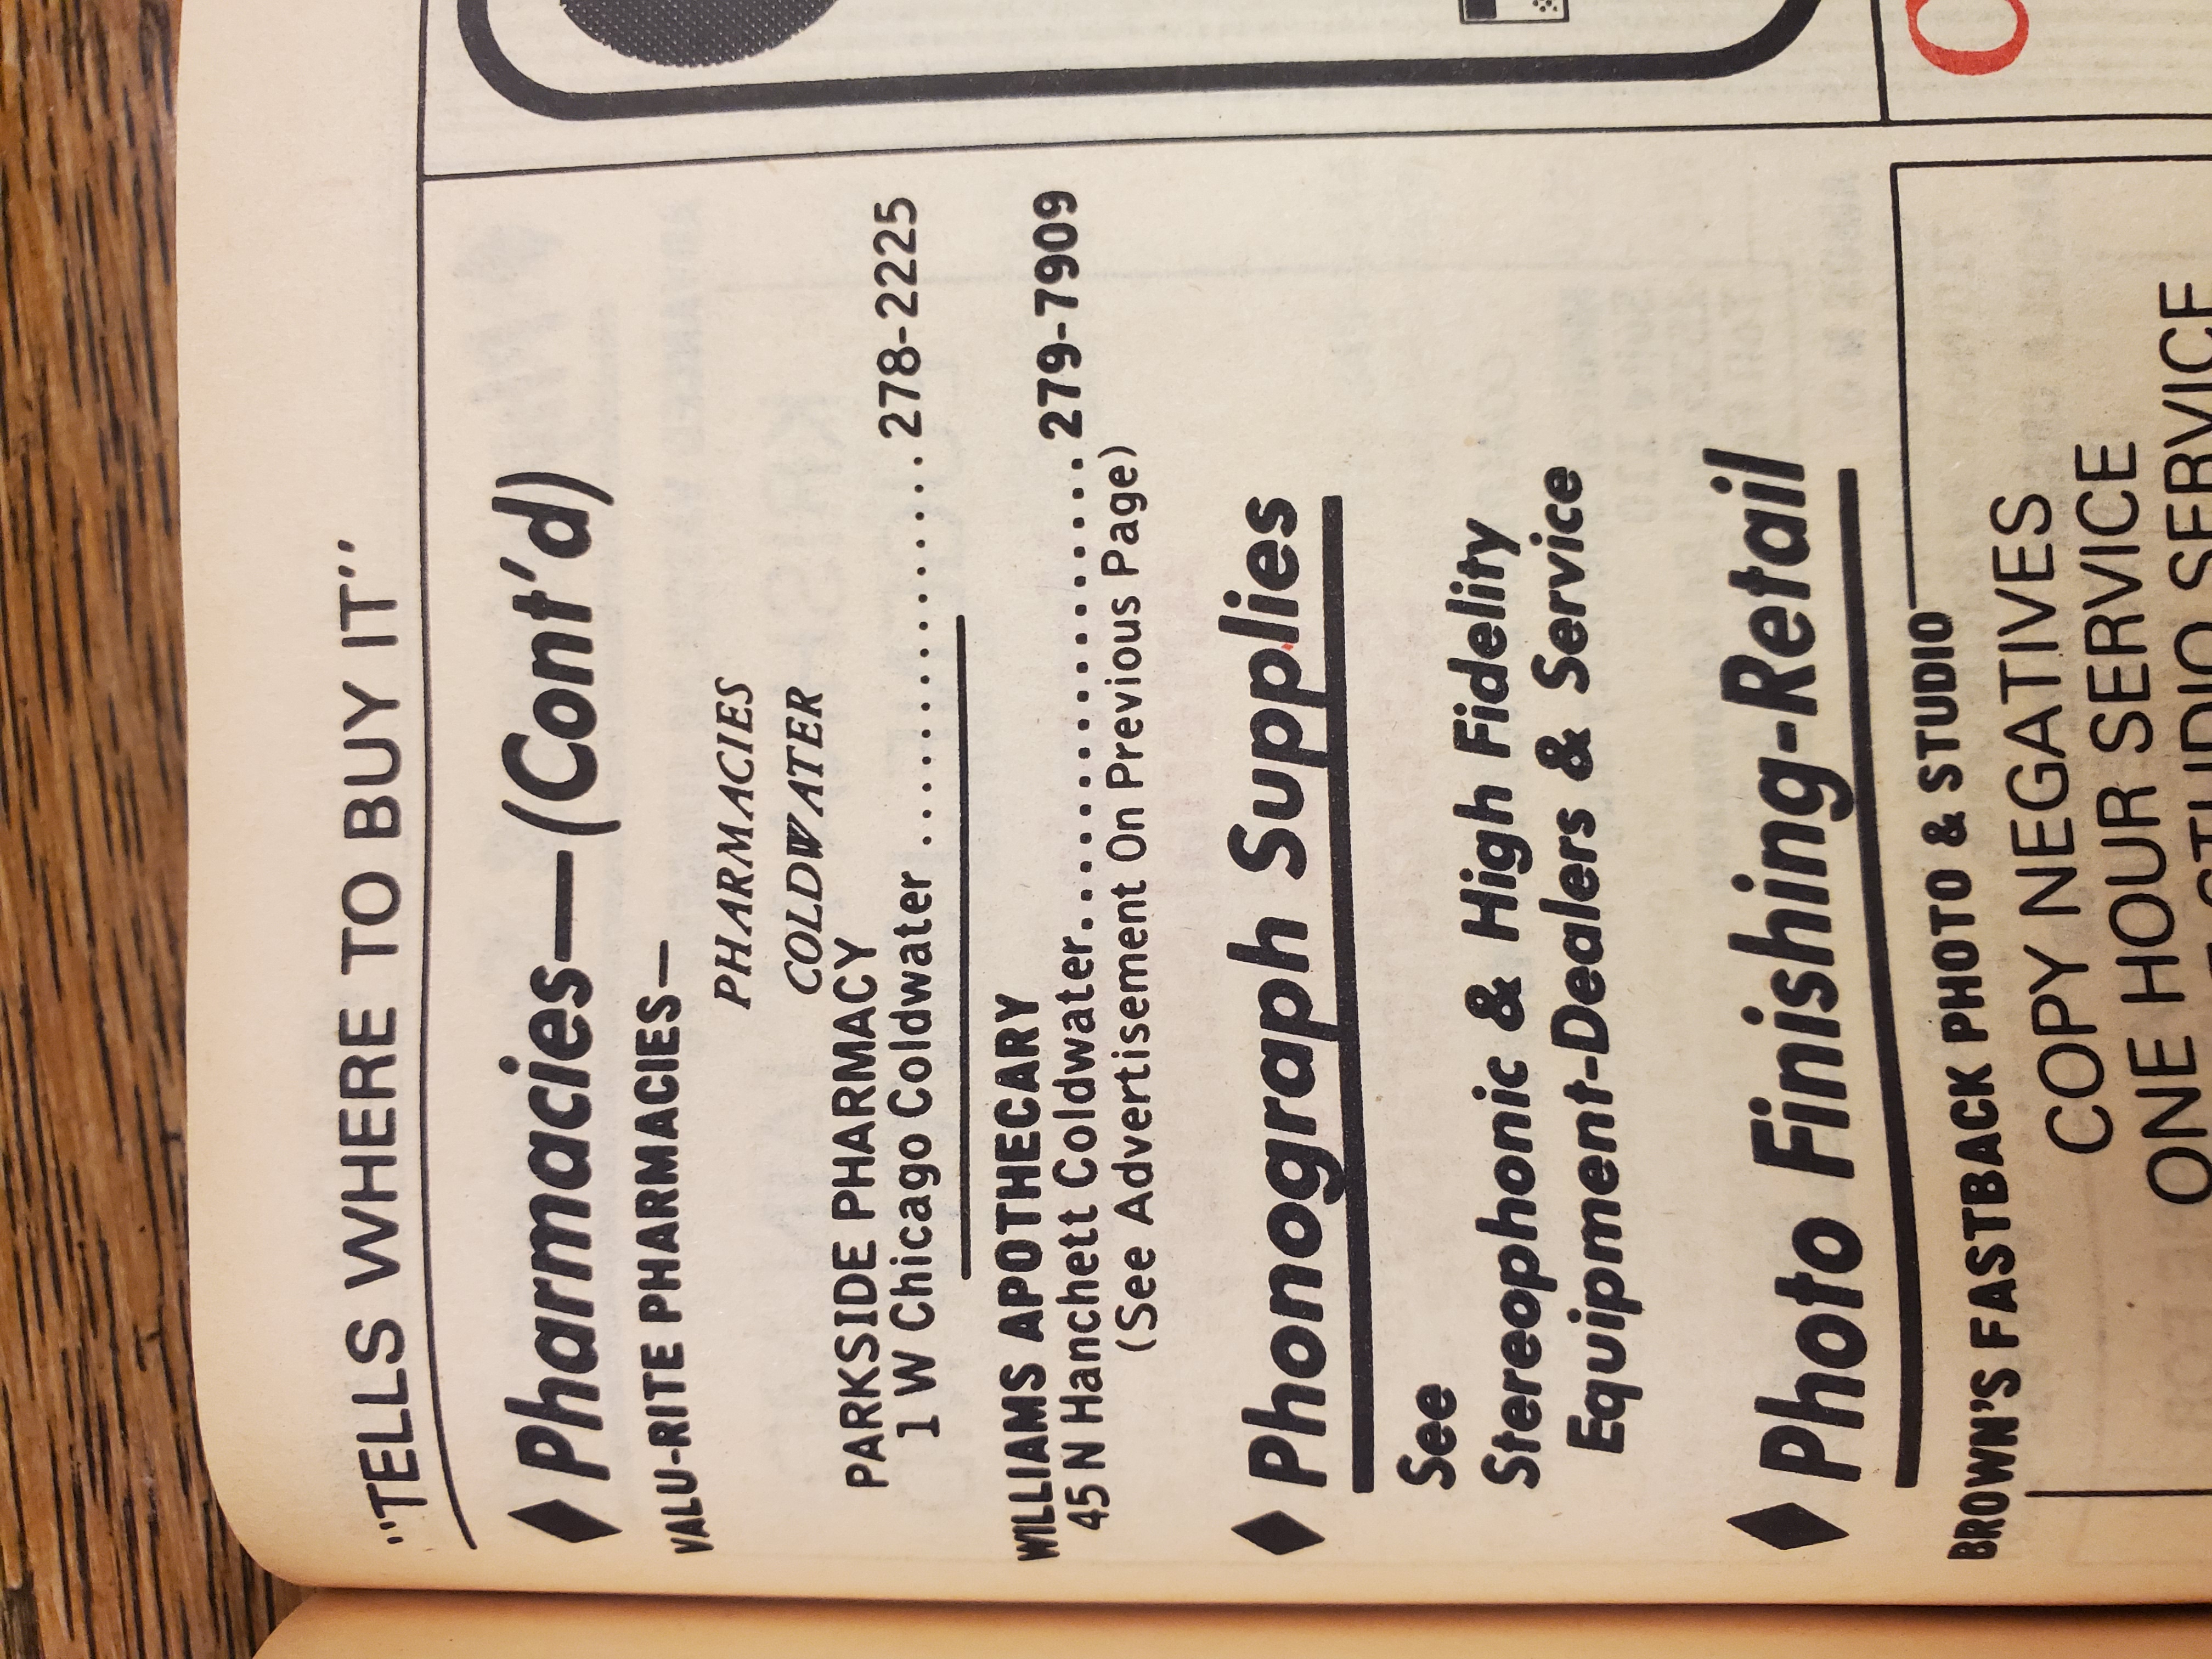 "TELLS WHERE TO BUY IT"
Pharmacies—(Cont'd)
VALU-RITE PHARMACIES—
PHARMACIES
COLDWATER
PARKSIDE PHARMACY
1 W Chicago Coldwater ............... 278-2225
WILLIAMS APOTHECARY
45 N Hanchett Coldwater.................... 279-7909
(See Advertisement On Previous Page)
Phonograph Supplies
See
Stereophonic & High Fidelity
Equipment-Dealers & Service
Photo Finishing-Retail
BROWN'S FASTBACK PHOTO & STUDIO
COPY NEGATIVES
ONE HOUR SERVICE
STUDIO SERVICE